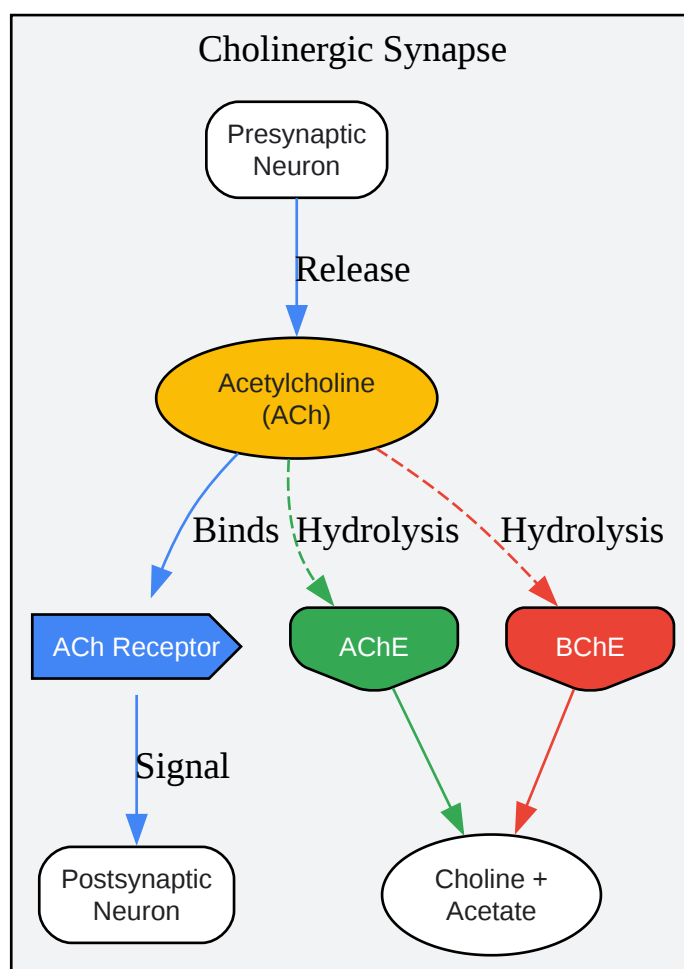 Cholinergic Synapse
Presynaptic
Neuron
Release
Acetylcholine
(ACh)
Binds
Hydrolysis
Hydrolysis
ACh Receptor
AChE
BChE
Signal
Postsynaptic
Neuron
Choline +
Acetate